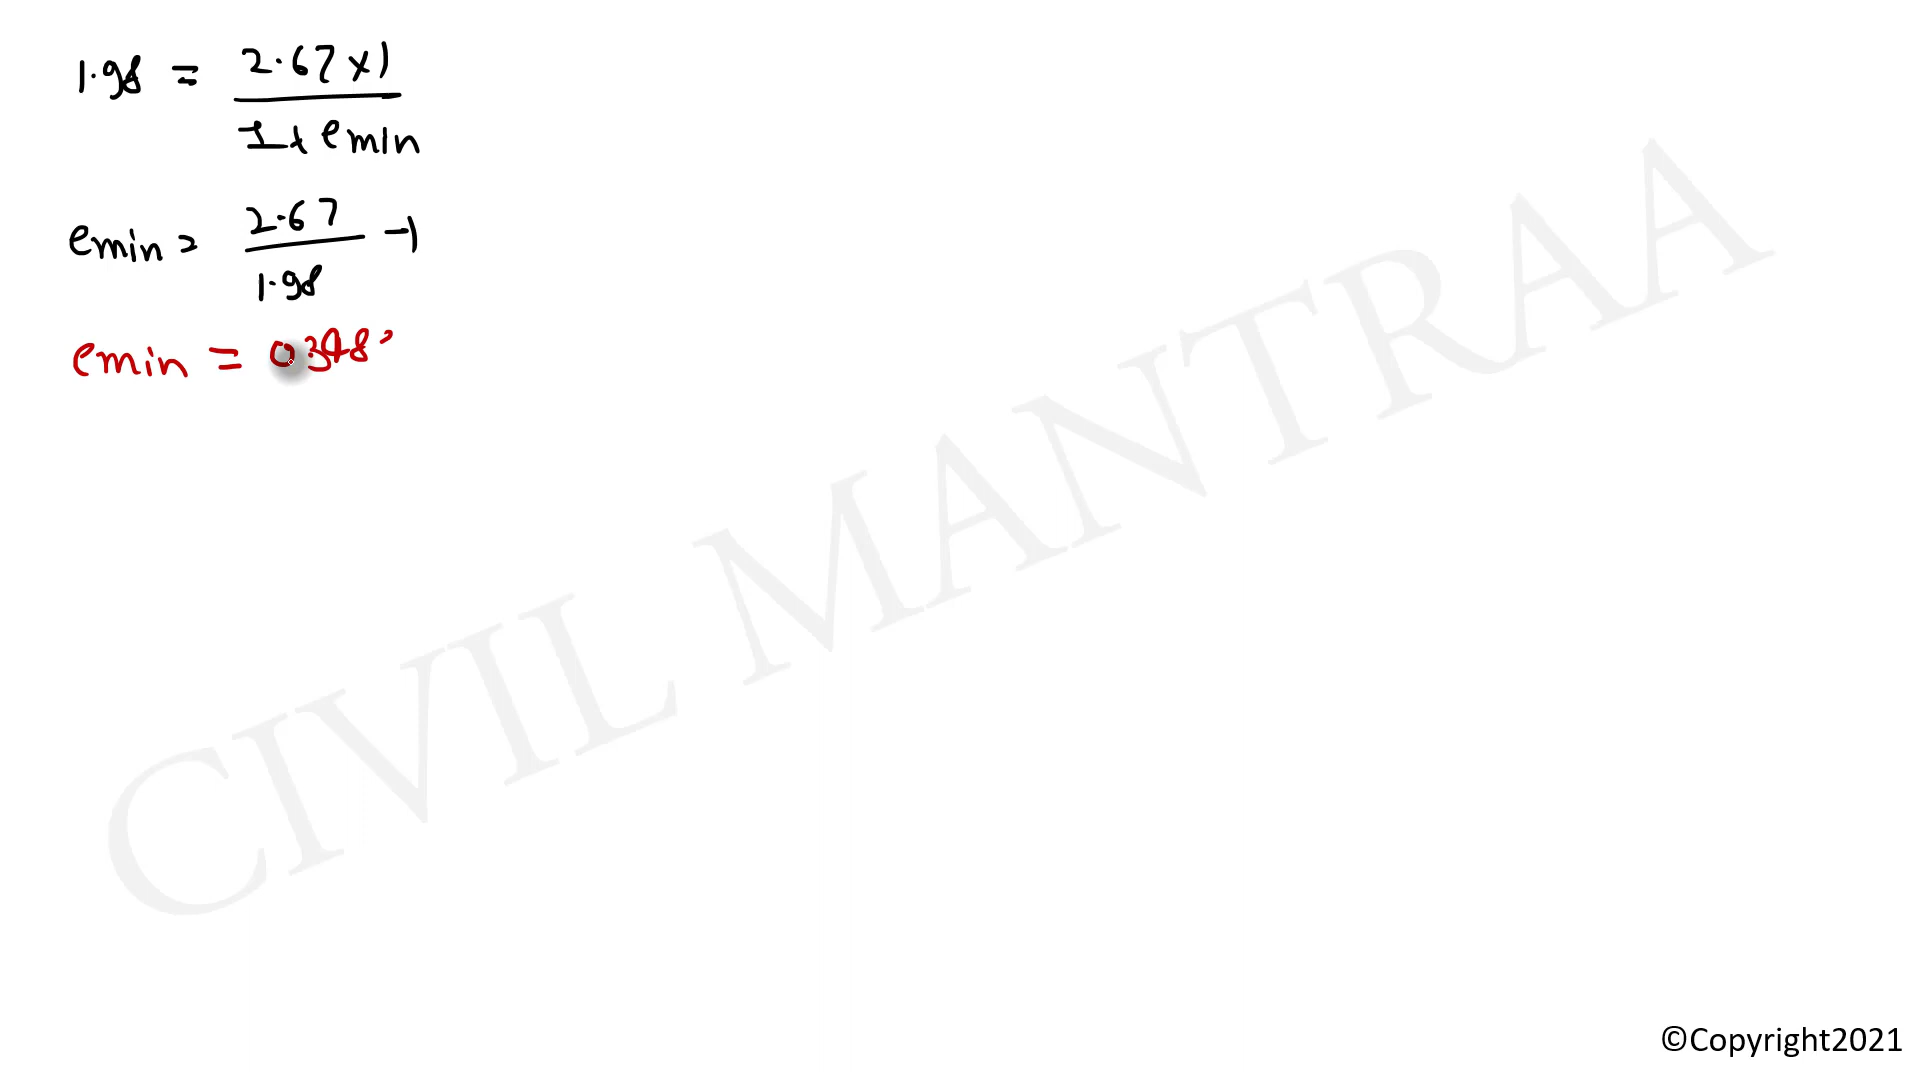 1.98 = 2.67 x 1 / 1 + emin
emin = 2.67 / 1.98 - 1
emin = 0.348
CIVIL MANTRAA
©Copyright2021